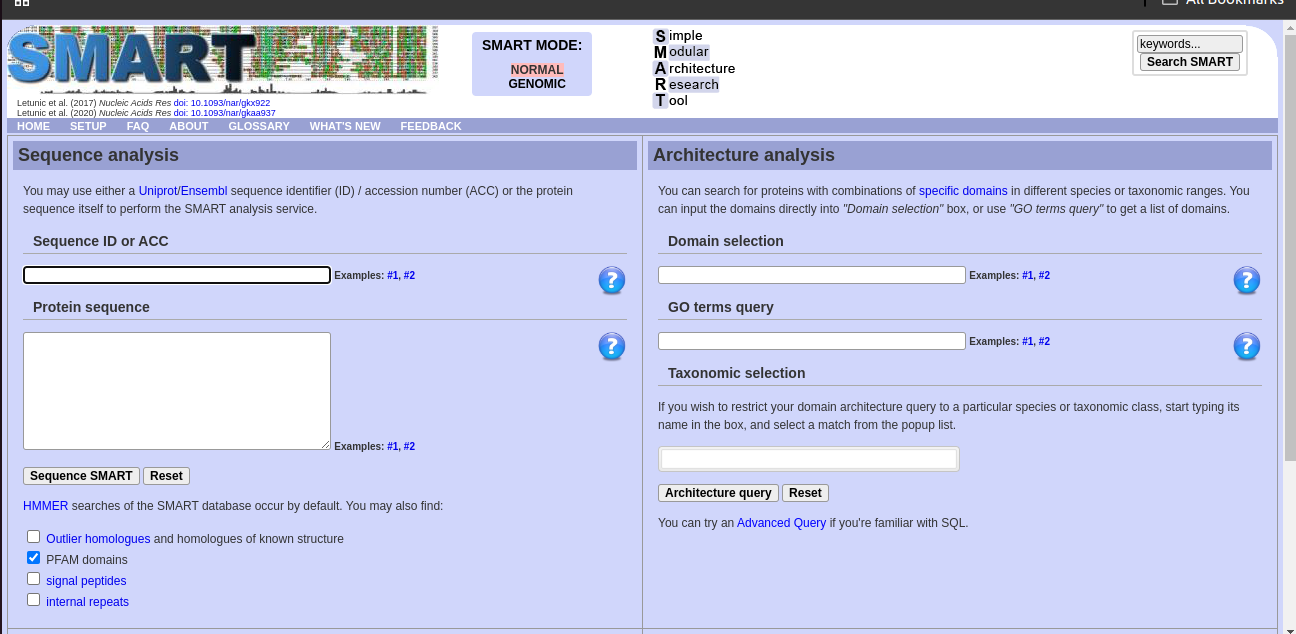 All Bookmarks
SMART
Letunic et al. (2017) Nucleic Acids Res doi: 10.1093/nar/gkx922
Letunic et al. (2020) Nucleic Acids Res doi: 10.1093/nar/gkaa937
SMART MODE:
NORMAL
GENOMIC
Simple
Modular
Architecture
Research
Tool
keywords...
Search SMART
HOME SETUP FAQ ABOUT GLOSSARY WHAT'S NEW FEEDBACK
Sequence analysis
You may use either a Uniprot/Ensembl sequence identifier (ID) / accession number (ACC) or the protein
sequence itself to perform the SMART analysis service.
Sequence ID or ACC
Examples: #1, #2
?
Protein sequence
?
Examples: #1, #2
Sequence SMART Reset
HMMER searches of the SMART database occur by default. You may also find:
Outlier homologues and homologues of known structure
PFAM domains
signal peptides
internal repeats
Architecture analysis
You can search for proteins with combinations of specific domains in different species or taxonomic ranges. You
can input the domains directly into "Domain selection" box, or use "GO terms query" to get a list of domains.
Domain selection
Examples: #1, #2
?
GO terms query
Examples: #1, #2
?
Taxonomic selection
If you wish to restrict your domain architecture query to a particular species or taxonomic class, start typing its
name in the box, and select a match from the popup list.
Architecture query Reset
You can try an Advanced Query if you're familiar with SQL.